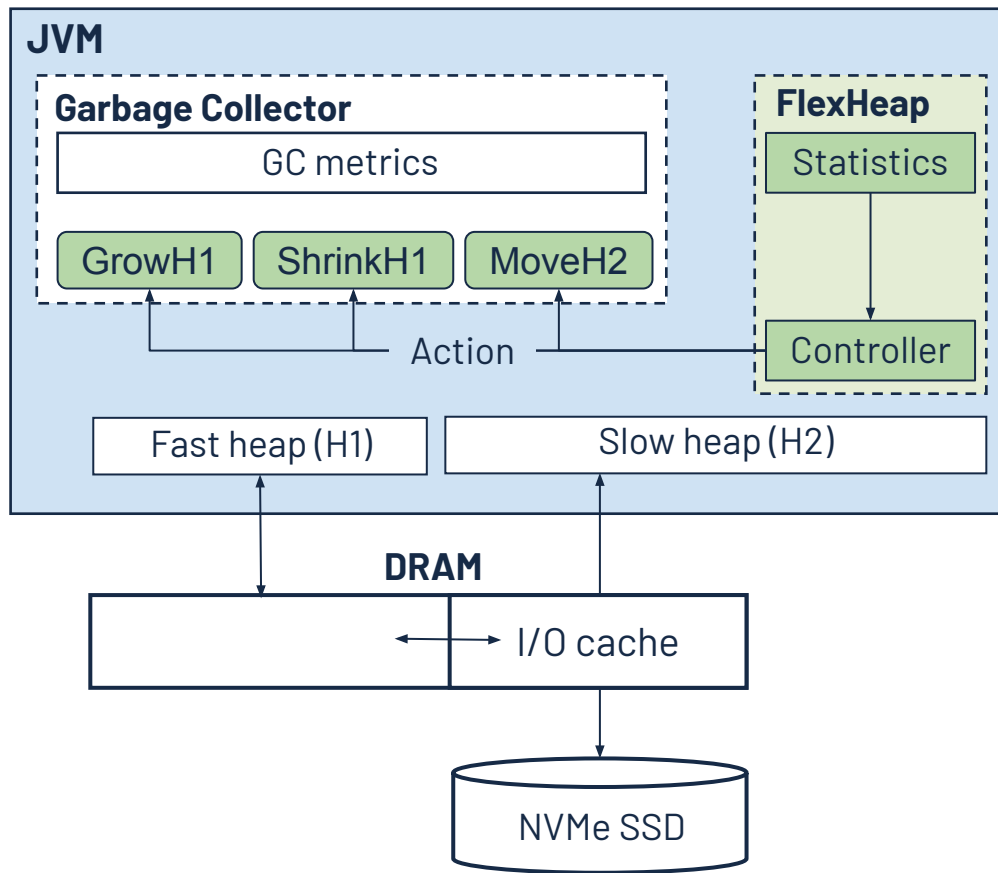 JVM
Garbage Collector
GC metrics
GrowH1
ShrinkH1
MoveH2
FlexHeap
Statistics
Controller
Action
Fast heap (H1)
Slow heap (H2)
DRAM
I/O cache
NVMe SSD